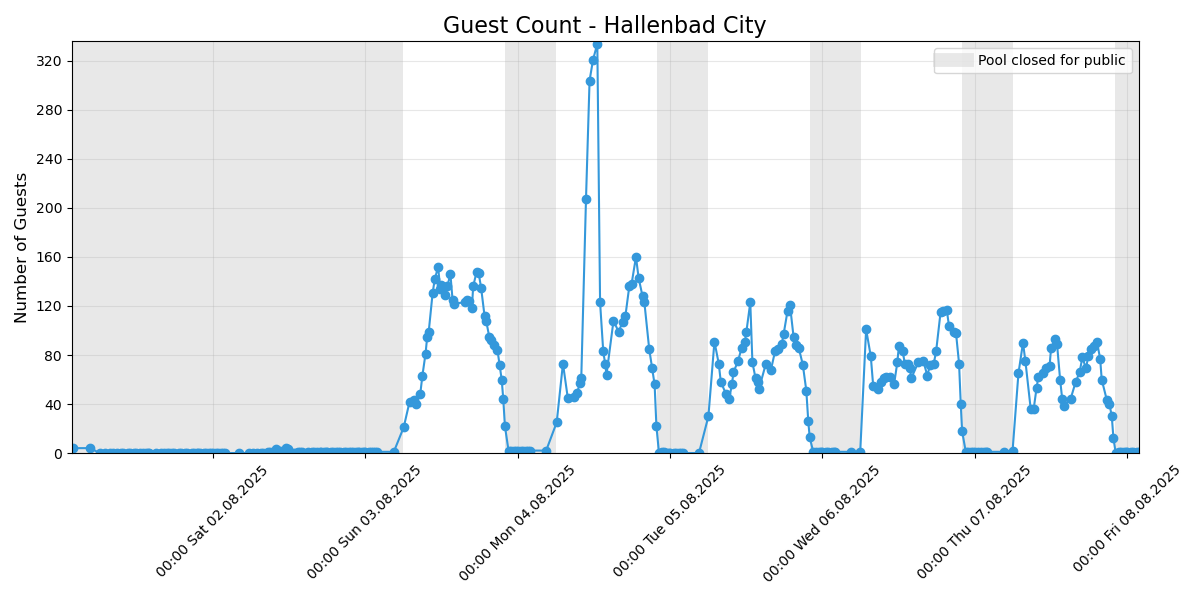 Guest Count - Hallenbad City
Pool closed for public
Number of Guests
320
280
240
200
160
120
80
40
0
00:00 Sat 02.08.2025
00:00 Sun 03.08.2025
00:00 Mon 04.08.2025
00:00 Tue 05.08.2025
00:00 Wed 06.08.2025
00:00 Thu 07.08.2025
00:00 Fri 08.08.2025